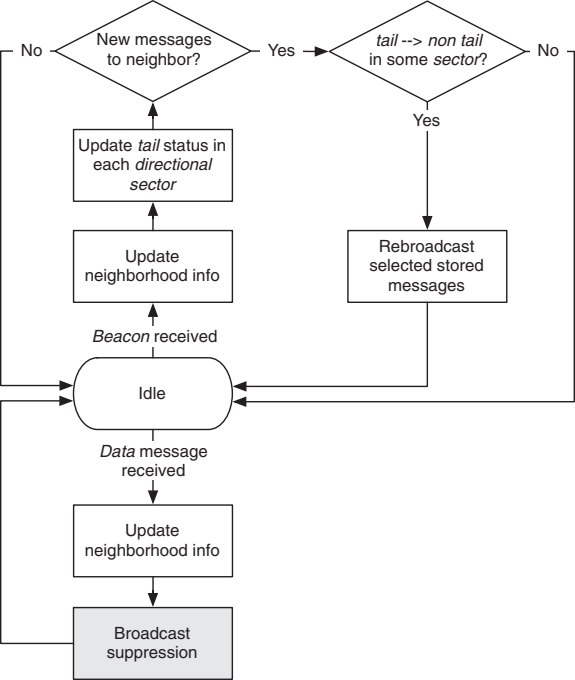 No
New messages
to neighbor?
Yes
tail --> non tail
in some sector?
No
Yes
Update tail status in
each directional
sector
Update
neighborhood info
Rebroadcast
selected stored
messages
Beacon received
Idle
Data message
received
Update
neighborhood info
Broadcast
suppression